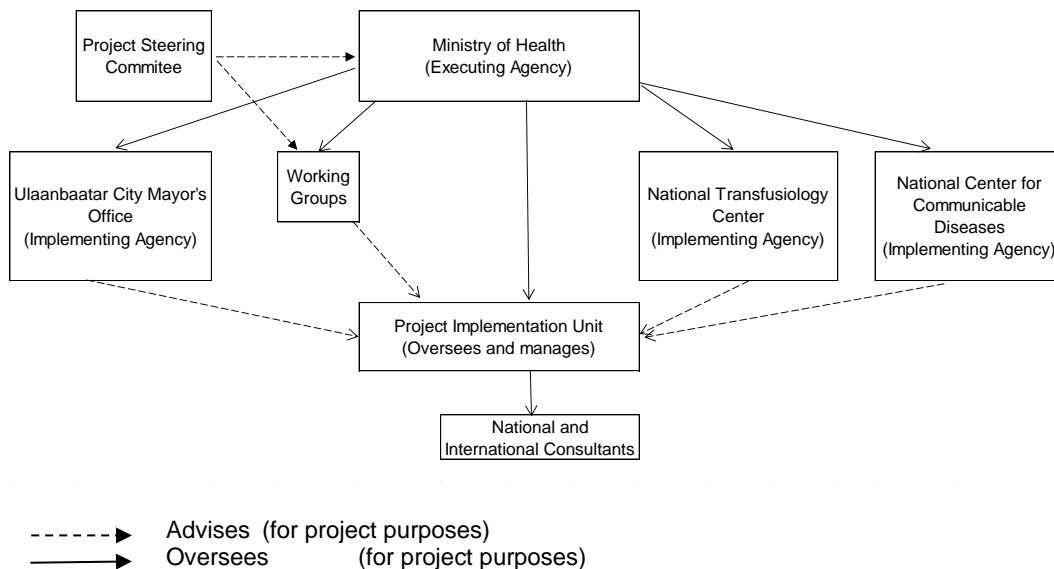 Project Steering
Commitee
Ministry of Health
(Executing Agency)
Ulaanbaatar City Mayor's
Office
(Implementing Agency)
Working
Groups
National Transfusiology
Center
(Implementing Agency)
National Center for
Communicable
Diseases
(Implementing Agency)
Project Implementation Unit
(Oversees and manages)
National and
International Consultants
Advises (for project purposes)
Oversees (for project purposes)